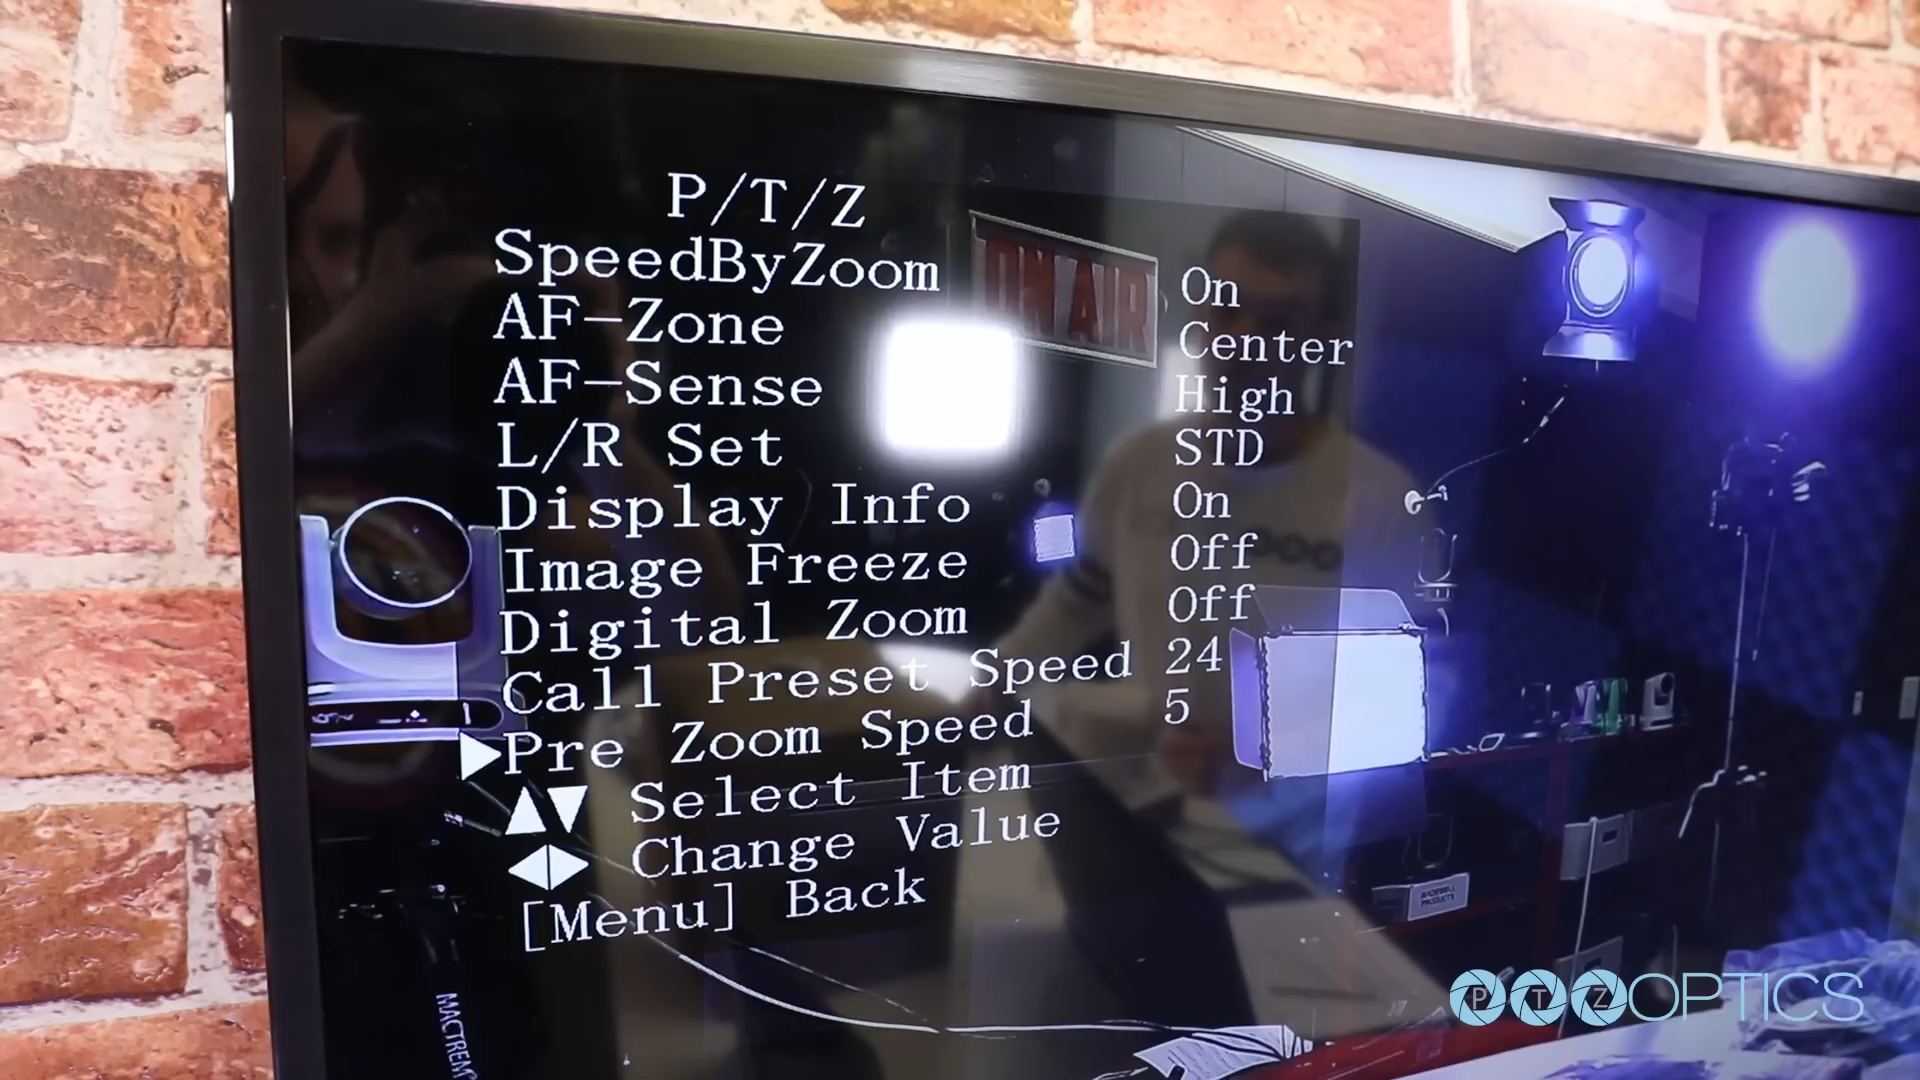 P/T/Z
SpeedByZoom On
AF-Zone Center
AF-Sense High
L/R Set STD
Display Info On
Image Freeze Off
Digital Zoom Off
Call Preset Speed 24
Pre Zoom Speed 5
Select Item
Change Value
[Menu] Back
ON AIR
PTZOPTICS